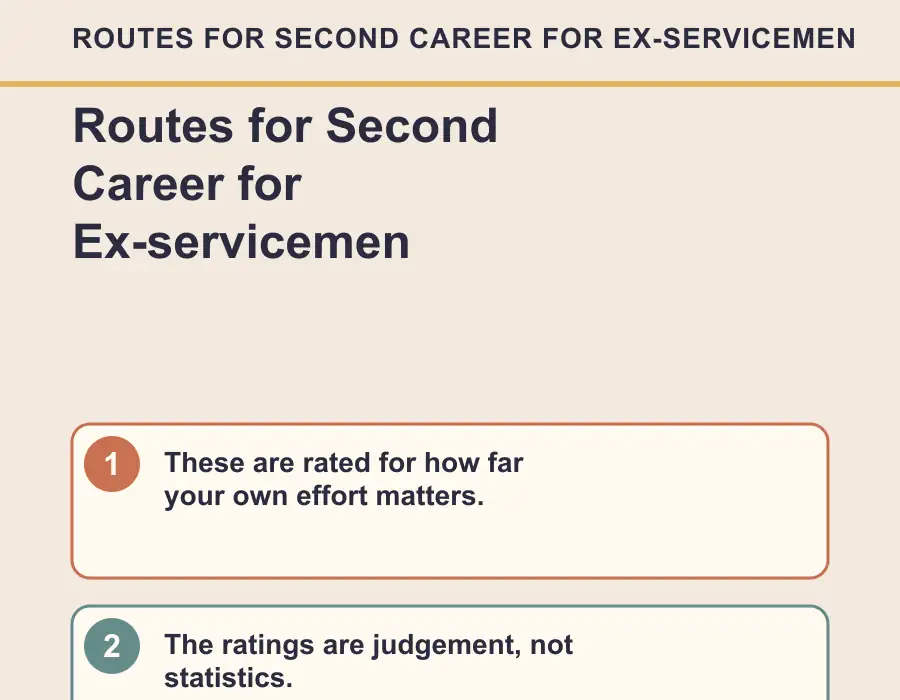 ROUTES FOR SECOND CAREER FOR EX-SERVICEMEN
Routes for Second
Career for
Ex-servicemen
1
These are rated for how far
your own effort matters.
2
The ratings are judgement, not
statistics.